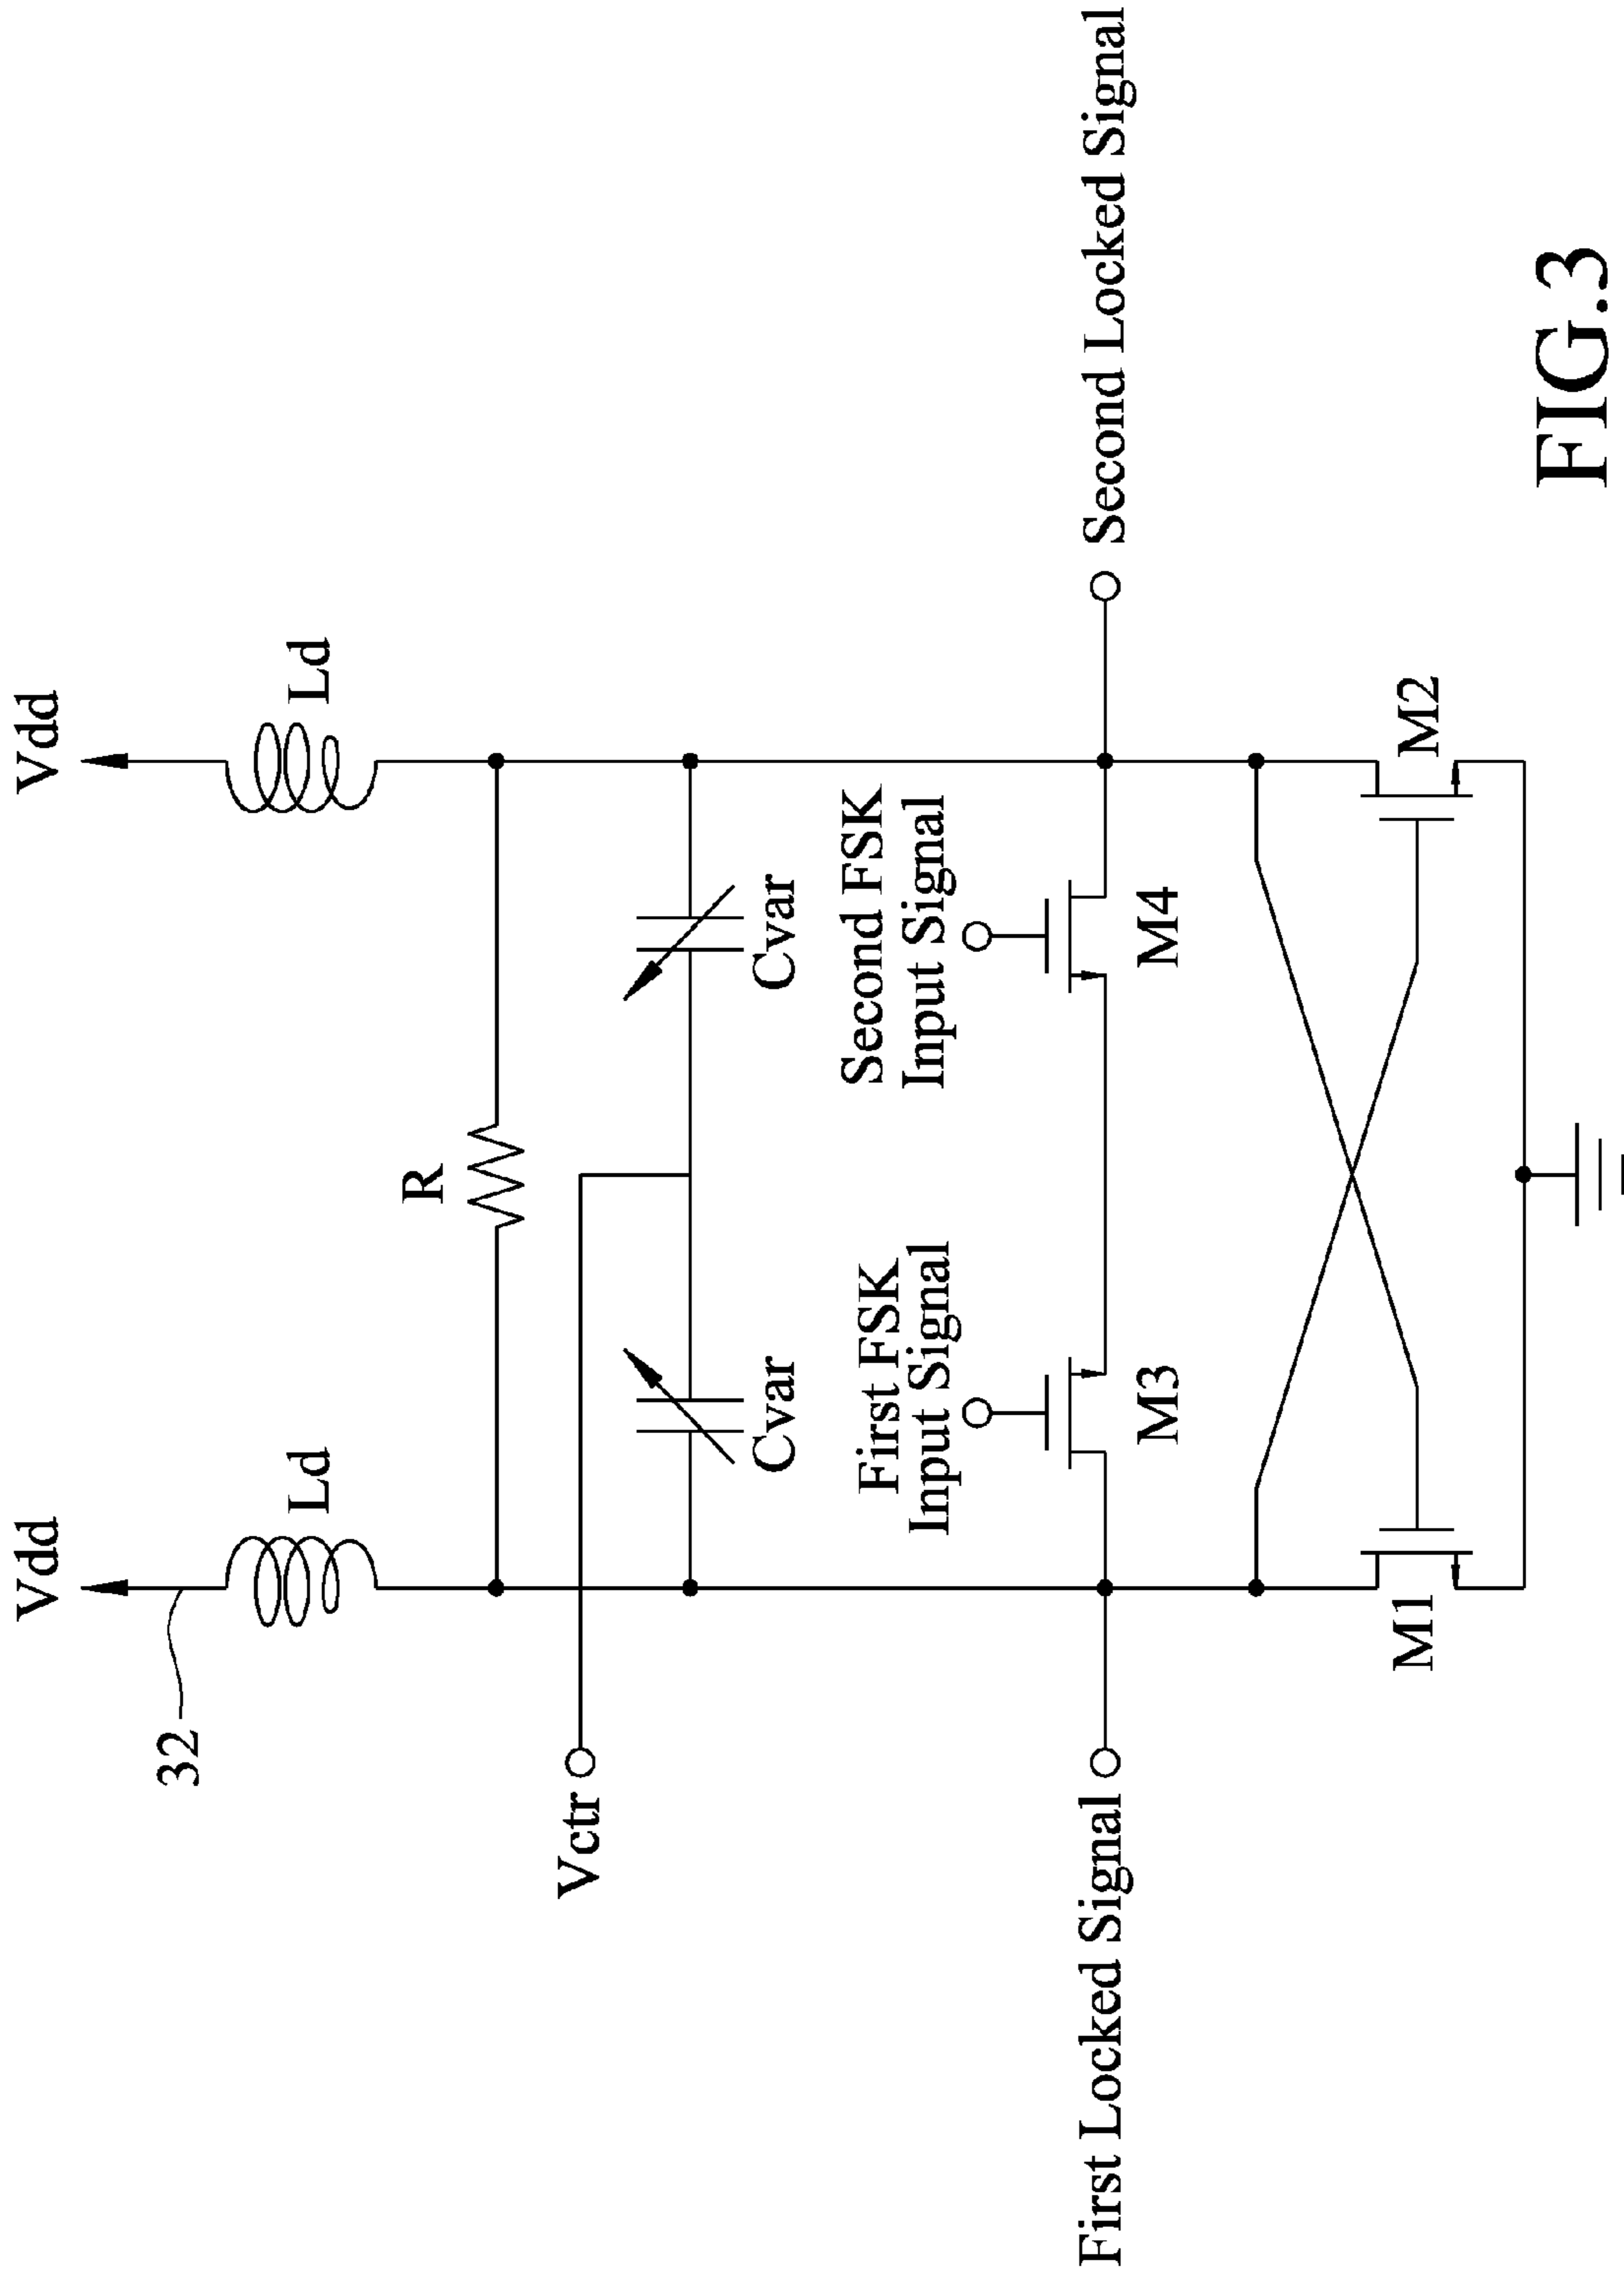 Vdd
Vdd
32
Ld
Ld
R
Vctr
Cvar
Cvar
First FSK
Input Signal
Second FSK
Input Signal
M3
M4
First Locked Signal
Second Locked Signal
M1
M2
FIG.3